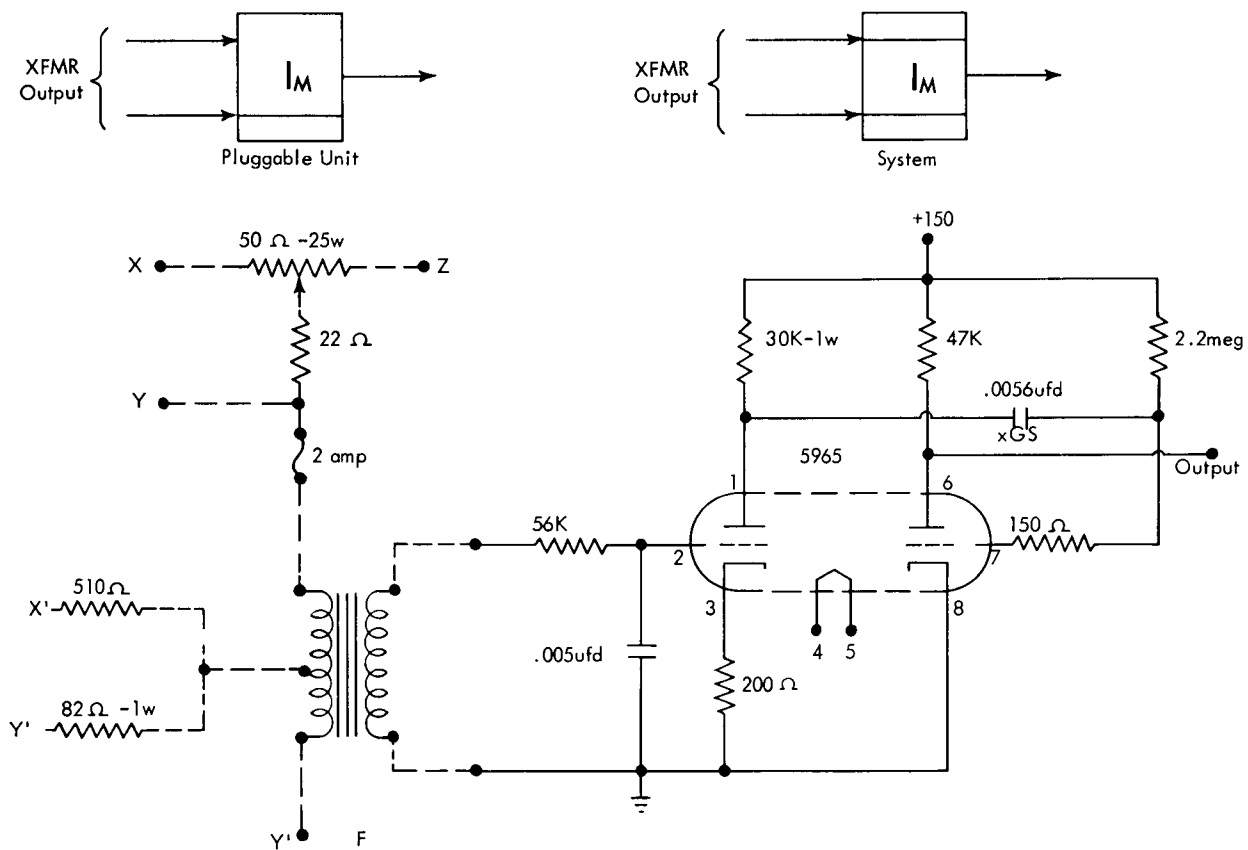 XFMR
Output
IM
Pluggable Unit
XFMR
Output
IM
System
50 Ω -25w
X
Z
22 Ω
Y
2 amp
510Ω
X'
82Ω -1w
Y'
Y'
F
+150
30K-1w
47K
2.2meg
.0056ufd
xGS
5965
Output
1
6
56K
150 Ω
2
7
3
8
4
5
.005ufd
200 Ω